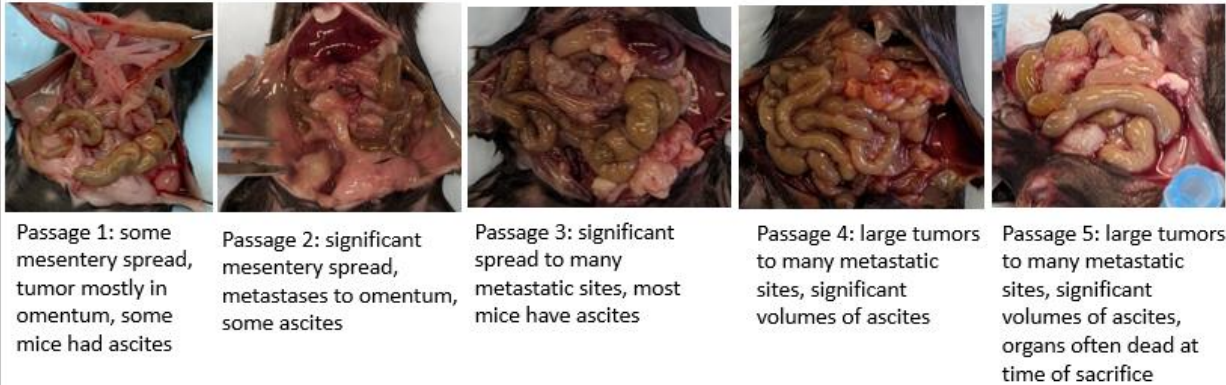 Passage 1: some
mesentery spread,
tumor mostly in
omentum, some
mice had ascites
Passage 2: significant
mesentery spread,
metastases to omentum,
some ascites
Passage 3: significant
spread to many
metastatic sites, most
mice have ascites
Passage 4: large tumors
to many metastatic
sites, significant
volumes of ascites
Passage 5: large tumors
to many metastatic
sites, significant
volumes of ascites,
organs often dead at
time of sacrifice